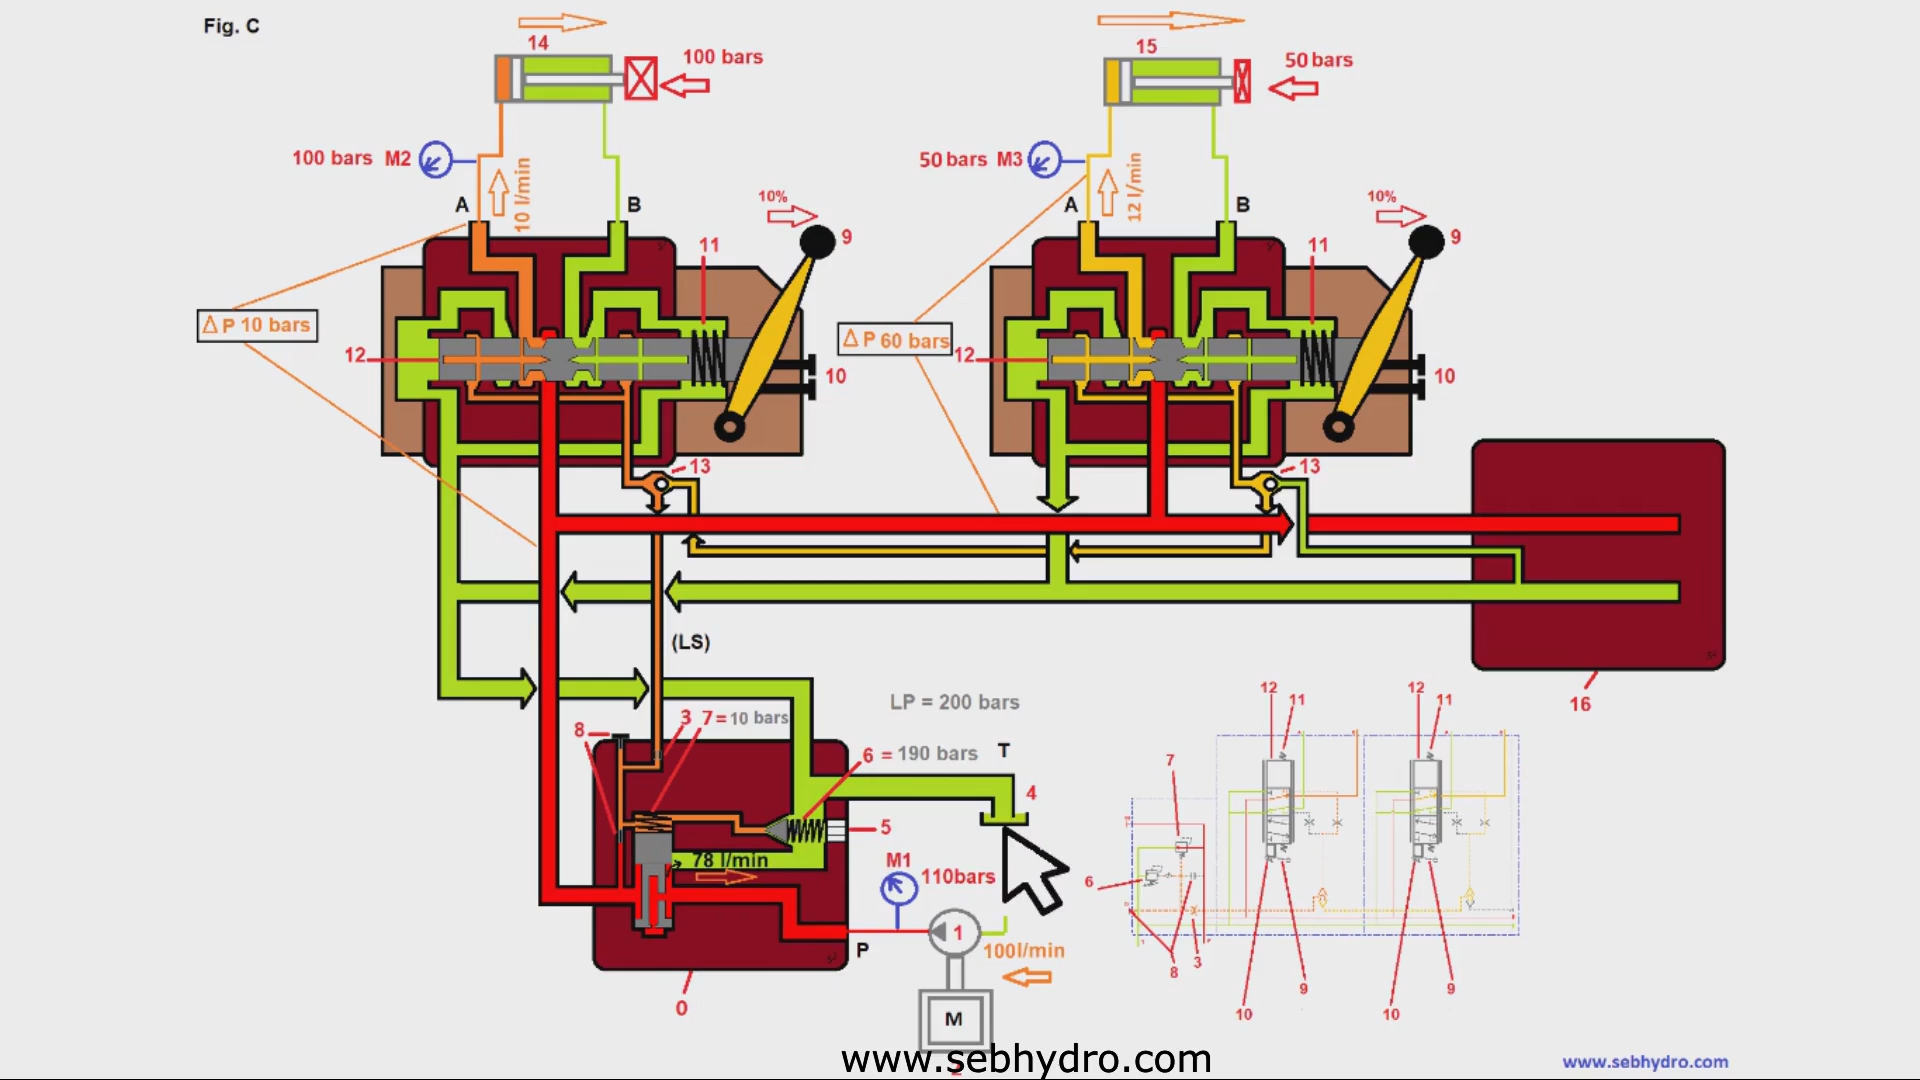 Fig. C
14
100 bars
15
50 bars
100 bars M2
10 l/min
50 bars M3
12 l/min
A
B
10%
9
A
B
10%
9
11
11
Δ P 10 bars
Δ P 60 bars
12
10
12
10
13
13
(LS)
16
LP = 200 bars
8
3 7 = 10 bars
6 = 190 bars
T
4
5
78 l/min
M1
110bars
1
P
100l/min
0
M
2
12
11
12
11
7
6
8
3
9
10
9
10
www.sebhydro.com
www.sebhydro.com